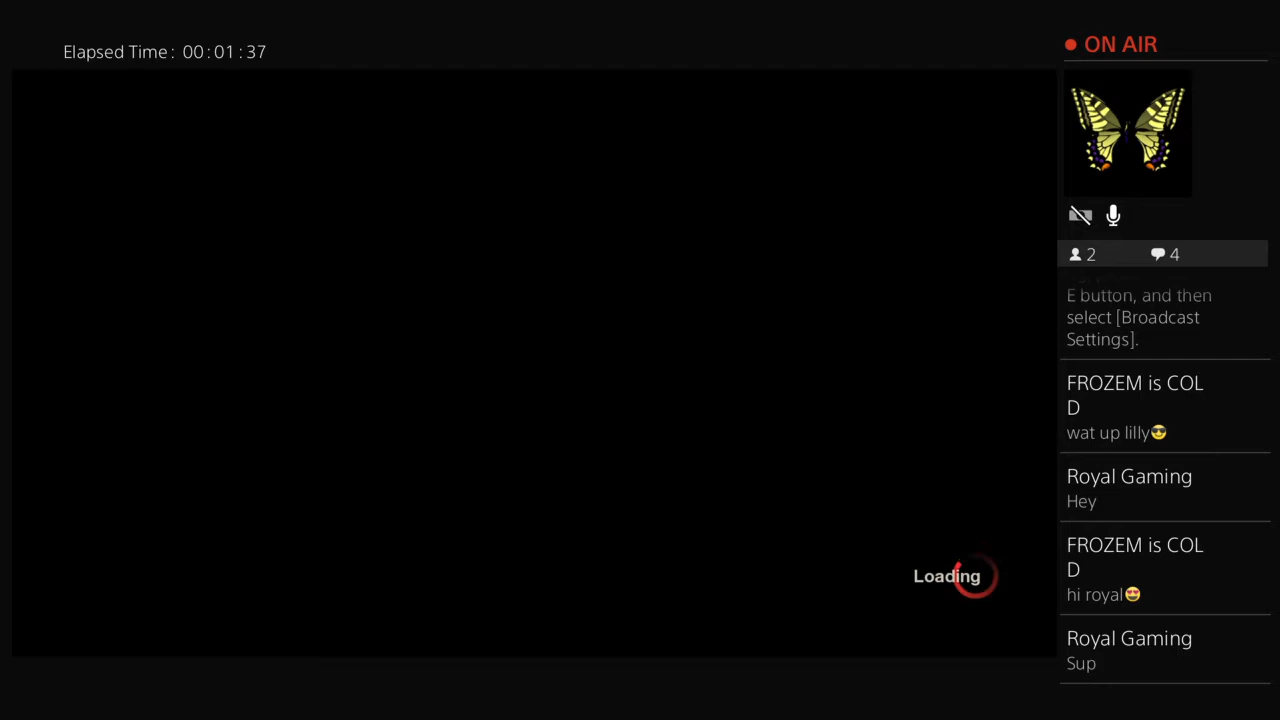 Elapsed Time: 00:01:37
ON AIR
2
4
E button, and then
select [Broadcast
Settings].
FROZEM is COL
D
wat up lilly😎
Royal Gaming
Hey
FROZEM is COL
D
hi royal😍
Royal Gaming
Sup
Loading